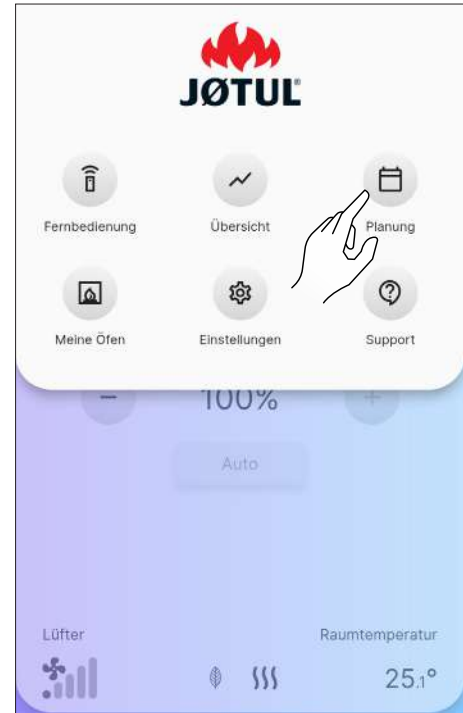 JØTUL®
Fernbedienung Übersicht Planung
Meine Öfen Einstellungen Support
− 100% +
Auto
Lüfter Raumtemperatur
25.1°